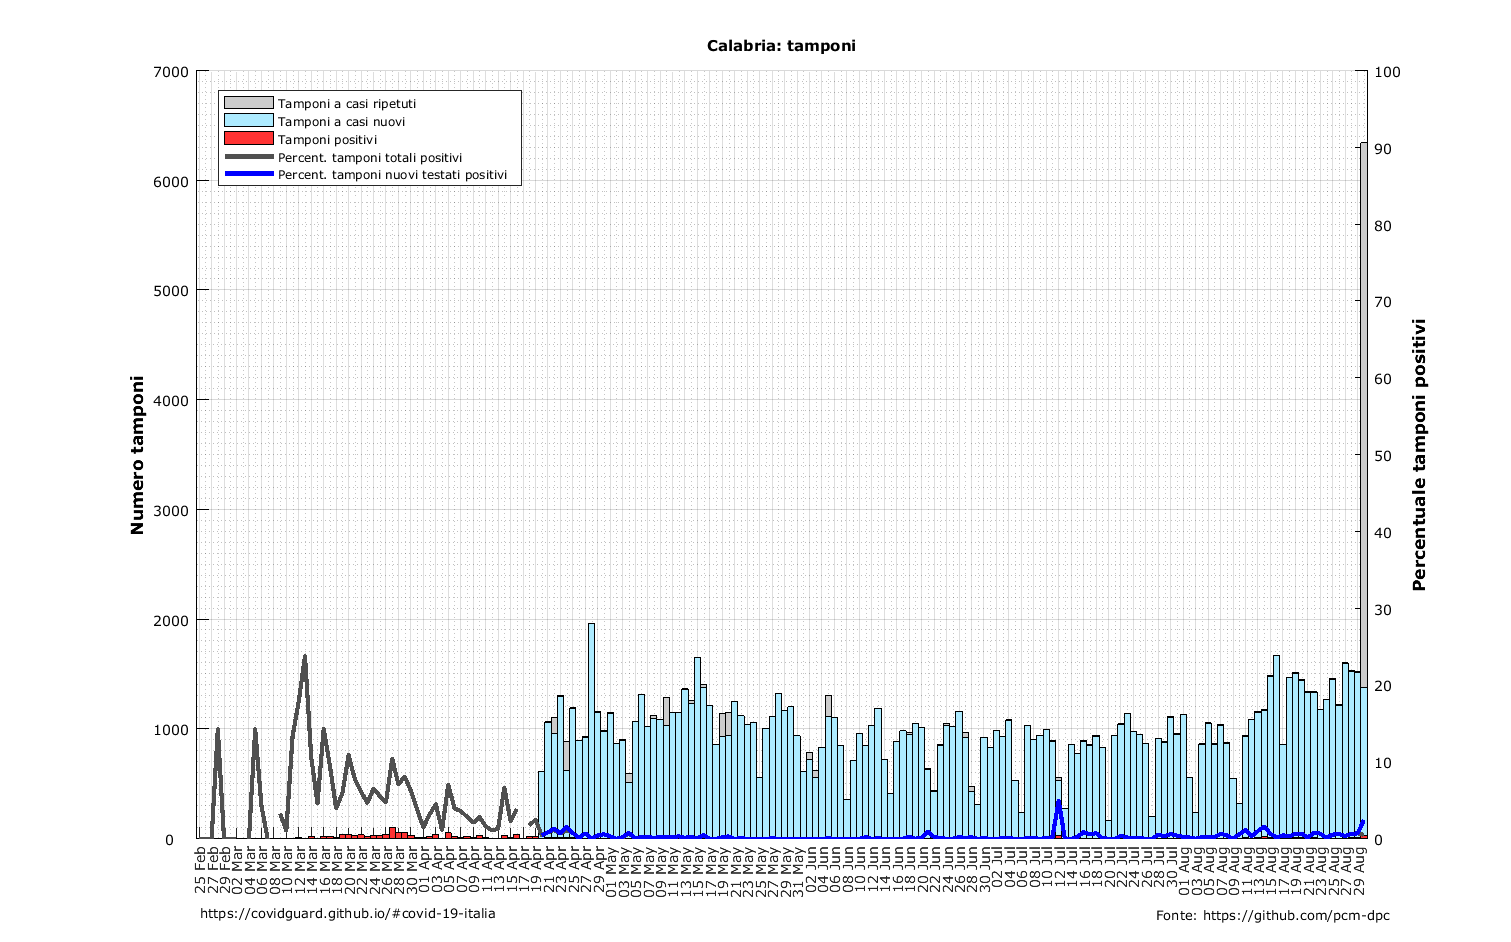 Calabria: tamponi
7000
6000
5000
4000
3000
2000
1000
0
Numero tamponi
Tamponi a casi ripetuti
Tamponi a casi nuovi
Tamponi positivi
Percent. tamponi totali positivi
Percent. tamponi nuovi testati positivi
100
90
80
70
60
50
40
30
20
10
0
Percentuale tamponi positivi
25 Feb
27 Feb
29 Feb
02 Mar
04 Mar
06 Mar
08 Mar
10 Mar
12 Mar
14 Mar
16 Mar
18 Mar
20 Mar
22 Mar
24 Mar
26 Mar
28 Mar
30 Mar
01 Apr
03 Apr
05 Apr
07 Apr
09 Apr
11 Apr
13 Apr
15 Apr
17 Apr
19 Apr
21 Apr
23 Apr
25 Apr
27 Apr
29 Apr
01 May
03 May
05 May
07 May
09 May
11 May
13 May
15 May
17 May
19 May
21 May
23 May
25 May
27 May
29 May
31 May
02 Jun
04 Jun
06 Jun
08 Jun
10 Jun
12 Jun
14 Jun
16 Jun
18 Jun
20 Jun
22 Jun
24 Jun
26 Jun
28 Jun
30 Jun
02 Jul
04 Jul
06 Jul
08 Jul
10 Jul
12 Jul
14 Jul
16 Jul
18 Jul
20 Jul
22 Jul
24 Jul
26 Jul
28 Jul
30 Jul
01 Aug
03 Aug
05 Aug
07 Aug
09 Aug
11 Aug
13 Aug
15 Aug
17 Aug
19 Aug
21 Aug
23 Aug
25 Aug
27 Aug
29 Aug
https://covidguard.github.io/#covid-19-italia
Fonte: https://github.com/pcm-dpc